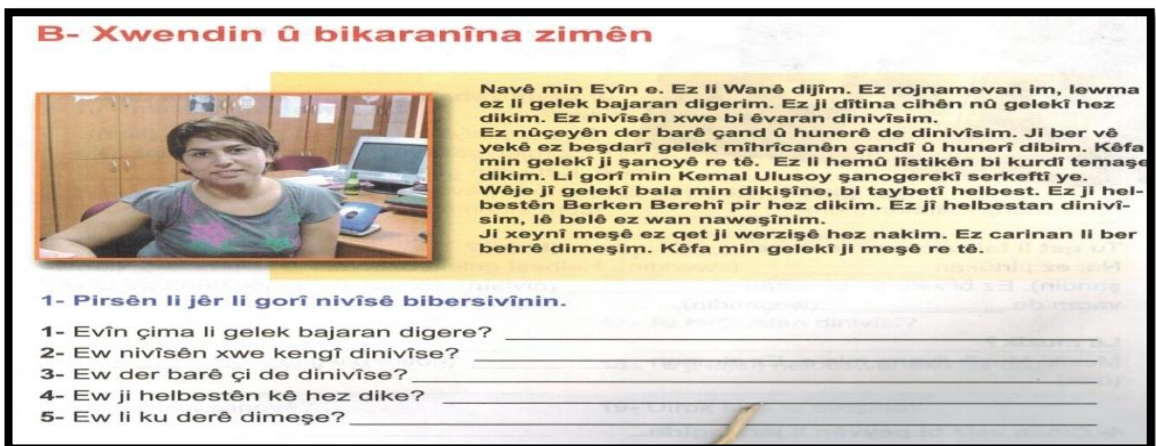 B- Xwendin û bikaranîna zimên
Navê min Evîn e. Ez li Wanê dijîm. Ez rojnamevan im, lewma
ez li gelek bajaran digerim. Ez ji dîtina cihên nû gelekî hez
dikim. Ez nivîsên xwe bi êvaran dinivîsim.
Ez nûçeyên der barê çand û hunerê de dinivîsim. Ji ber vê
yekê ez beşdarî gelek mîhrîcanên çandî û hunerî dibim. Kêfa
min gelekî ji şanoyê re tê. Ez li hemû lîstikên bi kurdî temaşe
dikim. Li gorî min Kemal Ulusoy şanogerekî serkeftî ye.
Wêje jî gelekî bala min dikişîne, bi taybetî helbest. Ez ji hel-
bestên Berken Berehî pir hez dikim. Ez jî helbestan dinivî-
sim, lê belê ez wan naweşînim.
Ji xeynî meşê ez qet ji werzişê hez nakim. Ez carinan li ber
behrê dimeşim. Kêfa min gelekî ji meşê re tê.
1- Pirsên li jêr li gorî nivîsê bibersivînin.
1- Evîn çima li gelek bajaran digere?
2- Ew nivîsên xwe kengî dinivîse?
3- Ew der barê çi de dinivîse?
4- Ew ji helbestên kê hez dike?
5- Ew li ku derê dimeşe?